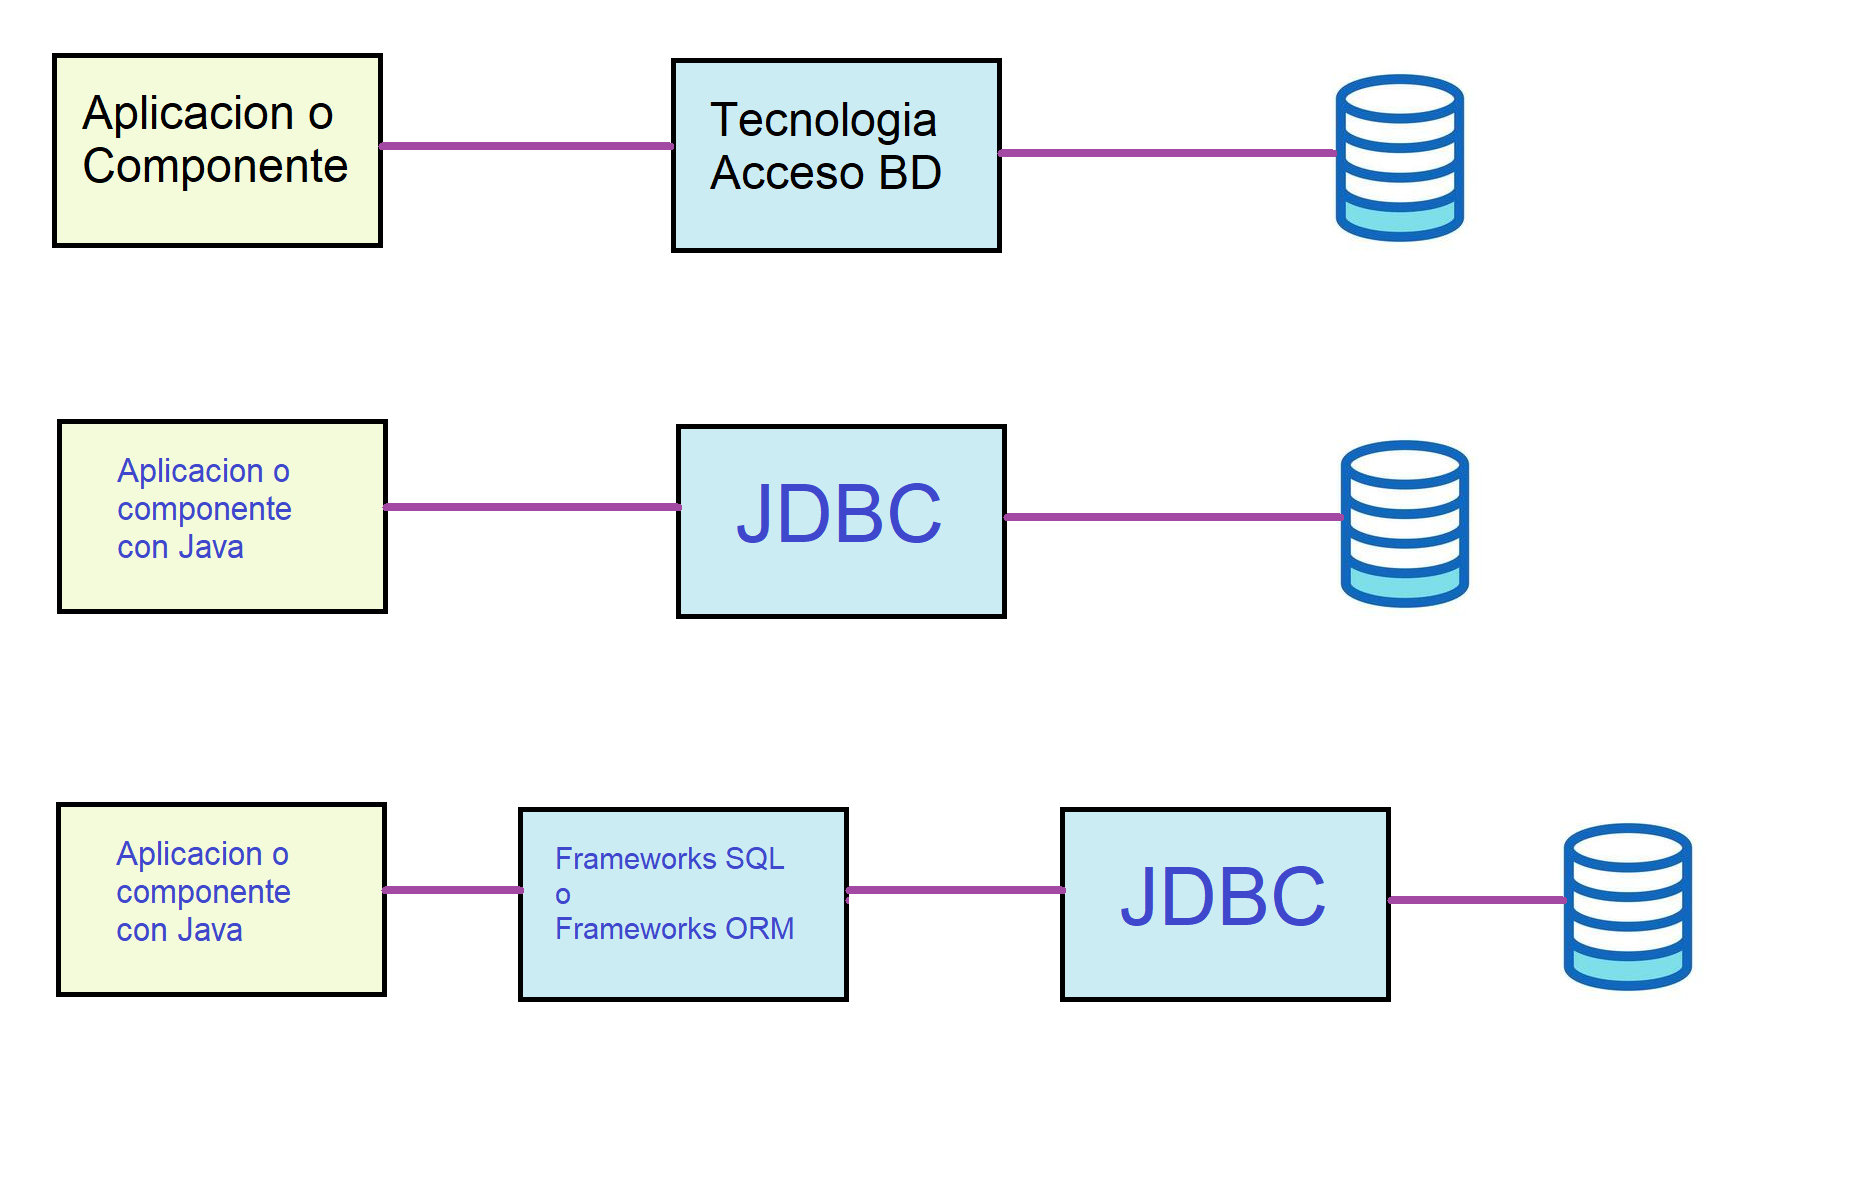 Aplicacion o
Componente
Tecnologia
Acceso BD
Aplicacion o
componente
con Java
JDBC
Aplicacion o
componente
con Java
Frameworks SQL
o
Frameworks ORM
JDBC